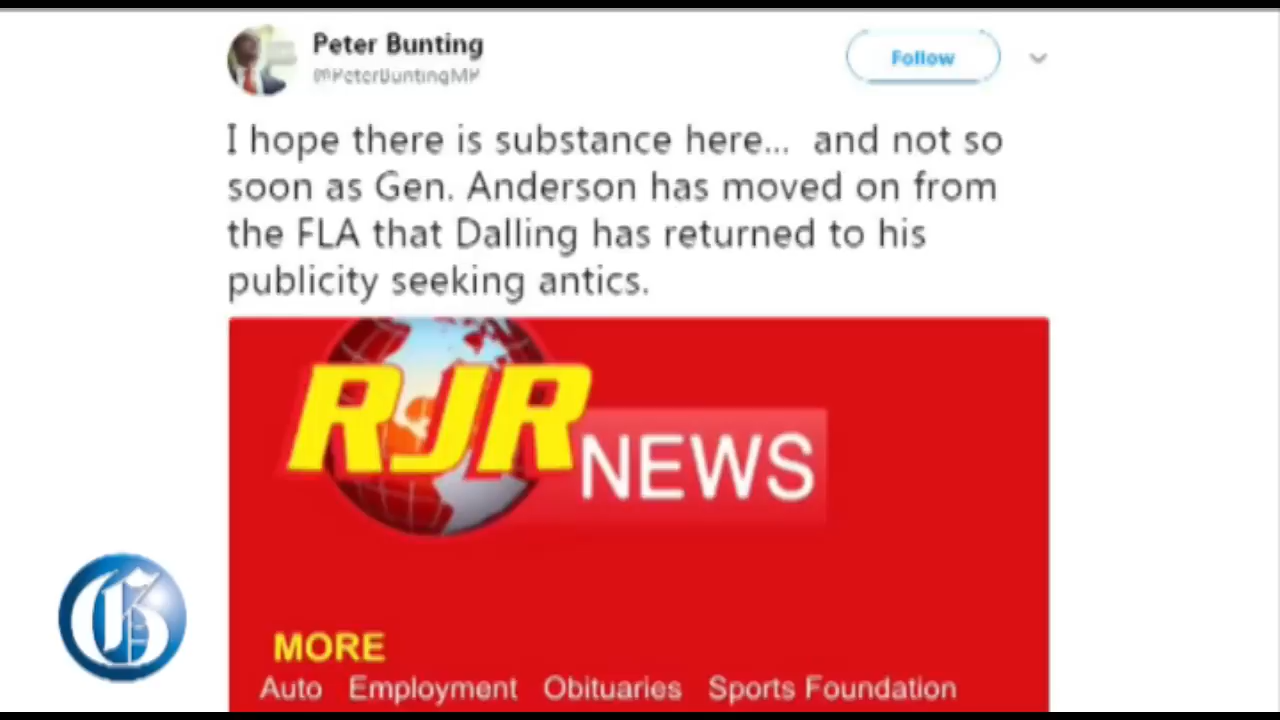 Peter Bunting
@PeterBuntingMP
Follow
I hope there is substance here... and not so
soon as Gen. Anderson has moved on from
the FLA that Dalling has returned to his
publicity seeking antics.
RJR
NEWS
G
MORE
Auto Employment Obituaries Sports Foundation